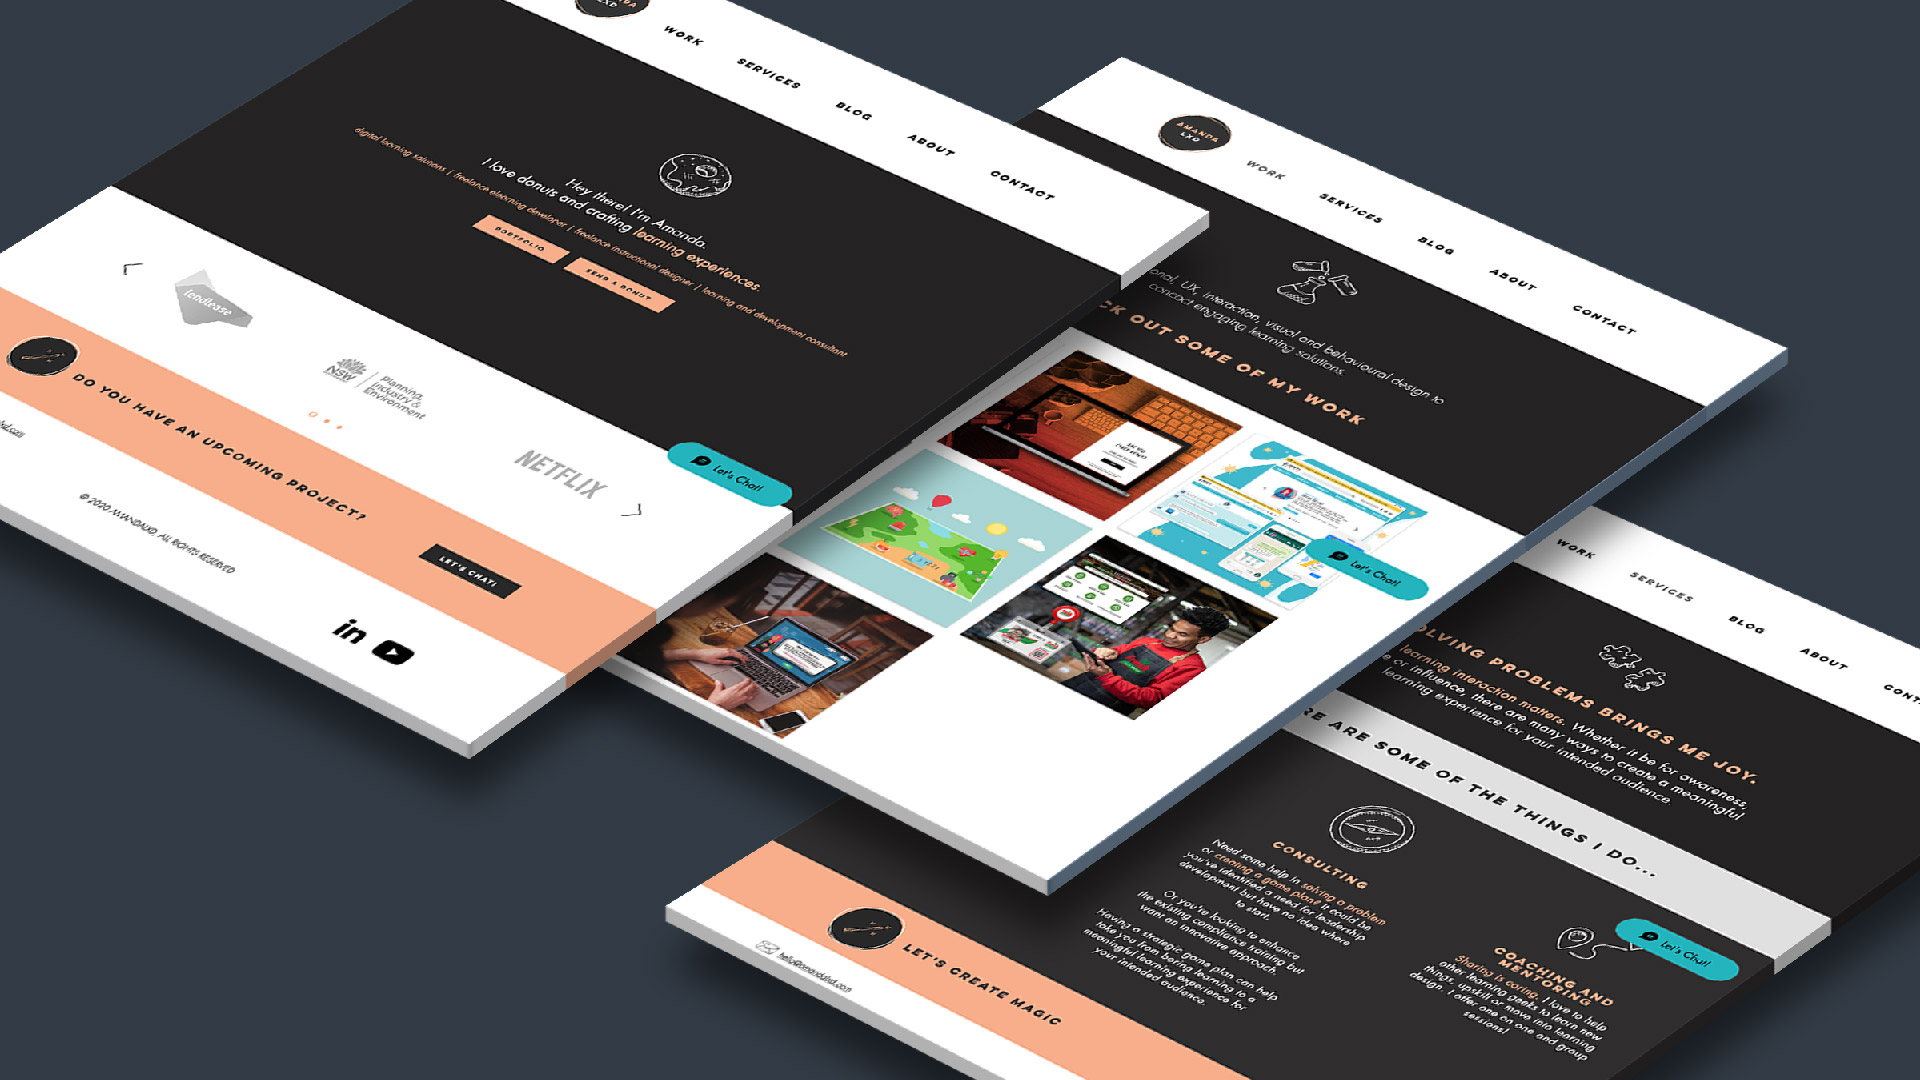 WORK
SERVICES
BLOG
ABOUT
CONTACT
Hey there! I'm Amanda.
I love donuts and crafting learning experiences.
digital learning solutions | freelance elearning developer | freelance instructional designer | learning and development consultant
PORTFOLIO
SEND A DONUT
lendlease
NSW
Planning,
Industry &
Environment
NETFLIX
Let's Chat!
DO YOU HAVE AN UPCOMING PROJECT?
LET'S CHAT!
© 2020 AMANDALXD, ALL RIGHTS RESERVED
in
AMANDA
LXD
WORK
SERVICES
BLOG
ABOUT
CONTACT
onal, UX, interaction, visual and behavioural design to
concoct engaging learning solutions.
CK OUT SOME OF MY WORK
Let's Chat!
WORK
SERVICES
BLOG
ABOUT
CONT
OLVING PROBLEMS BRINGS ME JOY.
learning interaction matters. Whether it be for awareness,
e or influence, there are many ways to create a meaningful
learning experience for your intended audience.
RE ARE SOME OF THE THINGS I DO...
CONSULTING
Need some help in solving a problem
or creating a game plan? It could be
you've identified a need for leadership
development but have no idea where
to start.
Or you're looking to enhance
the existing compliance training but
want an innovative approach.
Having a strategic game plan can help
take you from boring learning to a
meaningful learning experience for
your intended audience.
COACHING AND
MENTORING
Sharing is caring. I love to help
other learning geeks to learn new
things, upskill or move into learning
design. I offer one on one and group
sessions!
Let's Chat!
LET'S CREATE MAGIC
hello@amandalxd.com